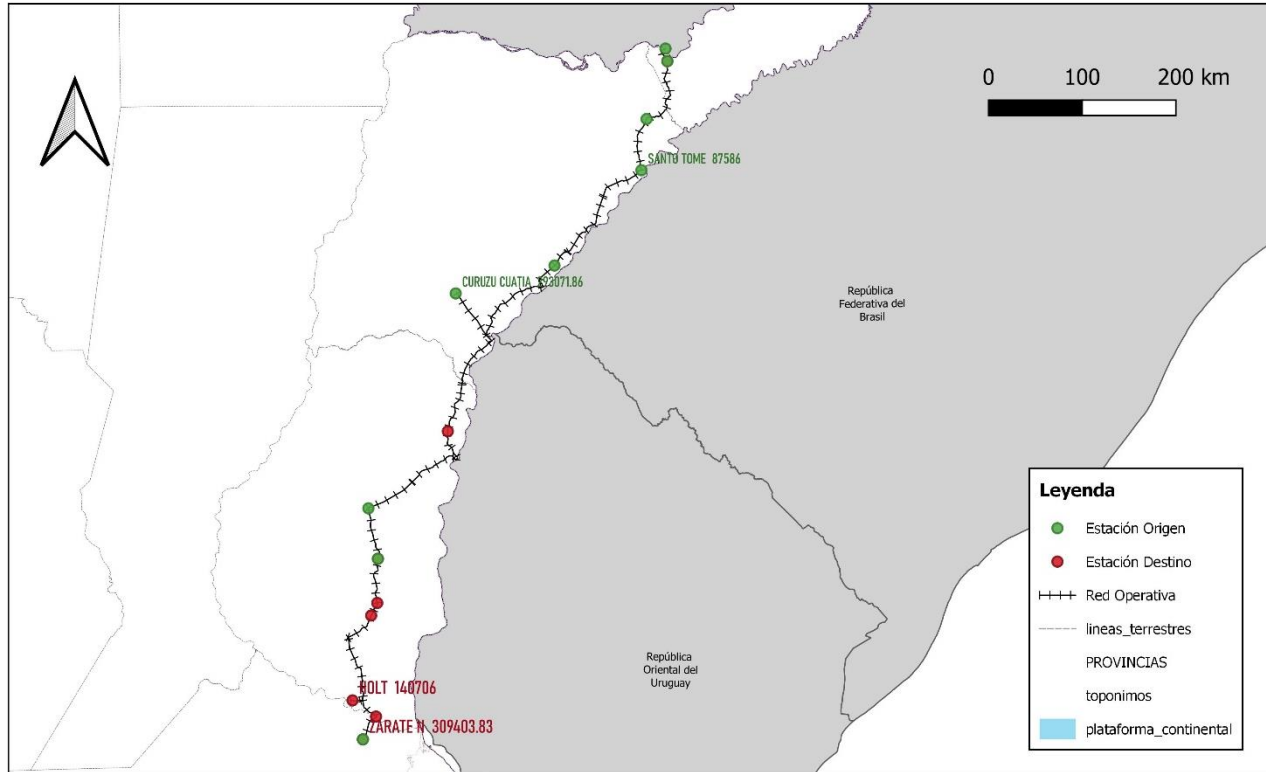 0 100 200 km
SANTO TOME 87586
CURUZU CUATIA
República
Federativa del
Brasil
República
Oriental del
Uruguay
HOLT 140706
ZARATE N 309403.83
Leyenda
Estación Origen
Estación Destino
Red Operativa
lineas_terrestres
PROVINCIAS
toponimos
plataforma_continental